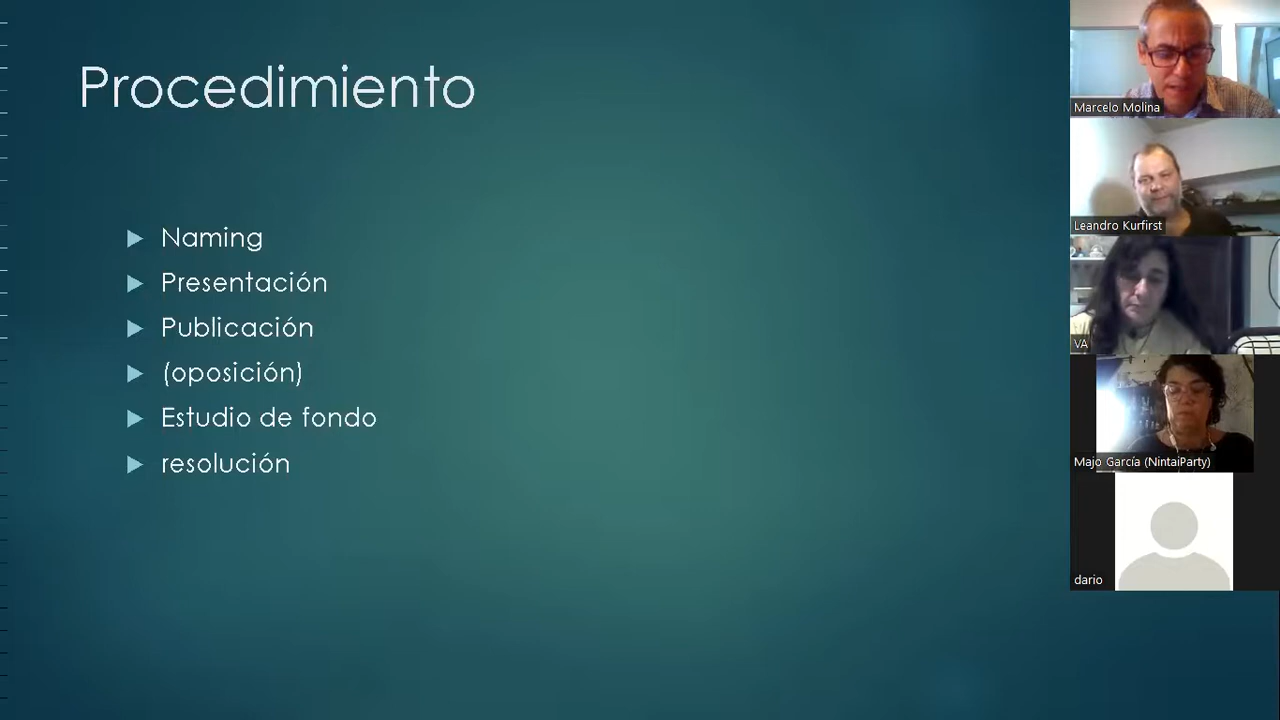 Procedimiento
Naming
Presentación
Publicación
(oposición)
Estudio de fondo
resolución
Marcelo Molina
Leandro Kurfirst
VA
Majo García (NintaiParty)
dario